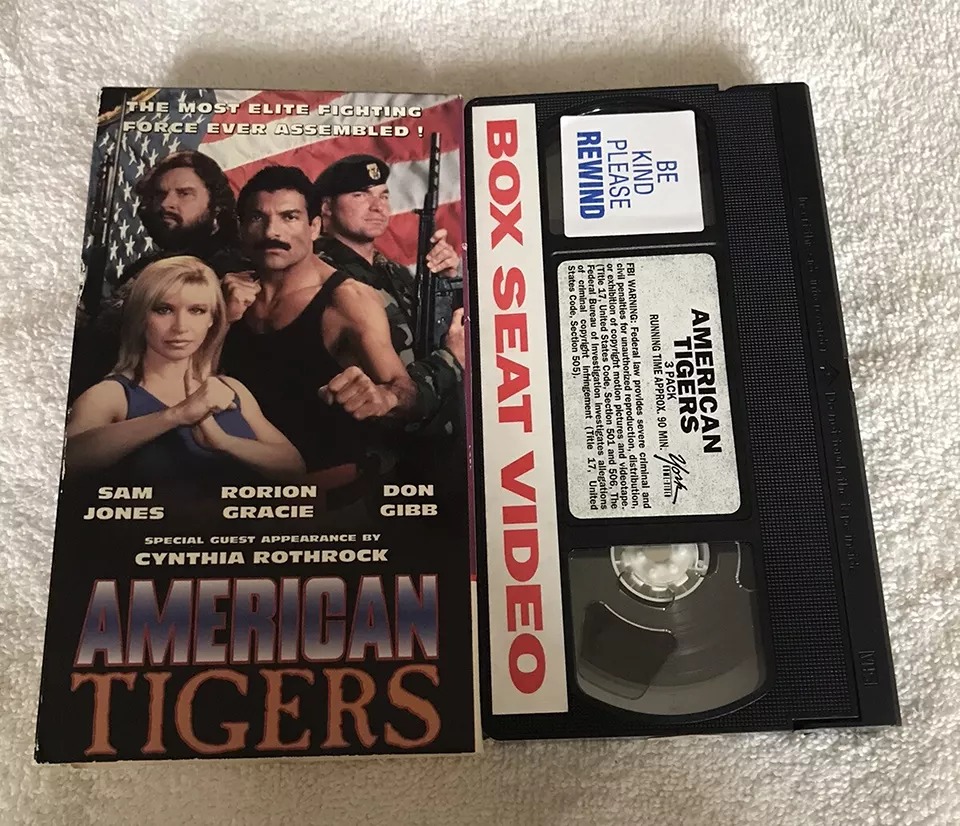 THE MOST ELITE FIGHTING
FORCE EVER ASSEMBLED !
SAM
JONES
RORION
GRACIE
DON
GIBB
SPECIAL GUEST APPEARANCE BY
CYNTHIA ROTHROCK
AMERICAN
TIGERS
BOX SEAT VIDEO
BE
KIND
PLEASE
REWIND
AMERICAN
TIGERS
3 PACK
RUNNING TIME APPROX. 90 MIN.
York
FBI WARNING: Federal law provides severe criminal and
civil penalties for unauthorized reproduction, distribution,
or exhibition of copyright motion pictures and videotape.
(Title 17, United States Code, Section 501 and 506, The
Federal Bureau of Investigation investigates allegations
of criminal copyright infringement (Title 17, United
States Code, Section 505).